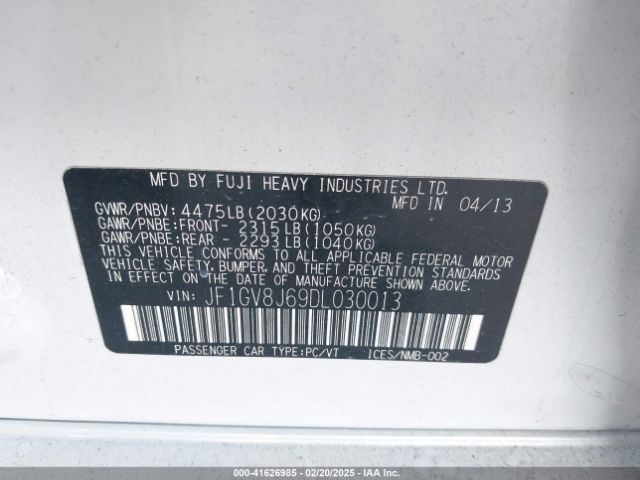 MFD BY FUJI HEAVY INDUSTRIES LTD.
MFD IN 04/13
GVWR/PNBV: 4475LB(2030KG)
GAWR/PNBE:FRONT- 2315LB(1050KG)
GAWR/PNBE:REAR - 2293LB(1040KG)
THIS VEHICLE CONFORMS TO ALL APPLICABLE FEDERAL MOTOR
VEHICLE SAFETY, BUMPER, AND THEFT PREVENTION STANDARDS
IN EFFECT ON THE DATE OF MANUFACTURE SHOWN ABOVE.
VIN: JF1GV8J69DL030013
PASSENGER CAR TYPE:PC/VT ICES/NMB-002
000-41626985 - 02/20/2025 - IAAI.COM